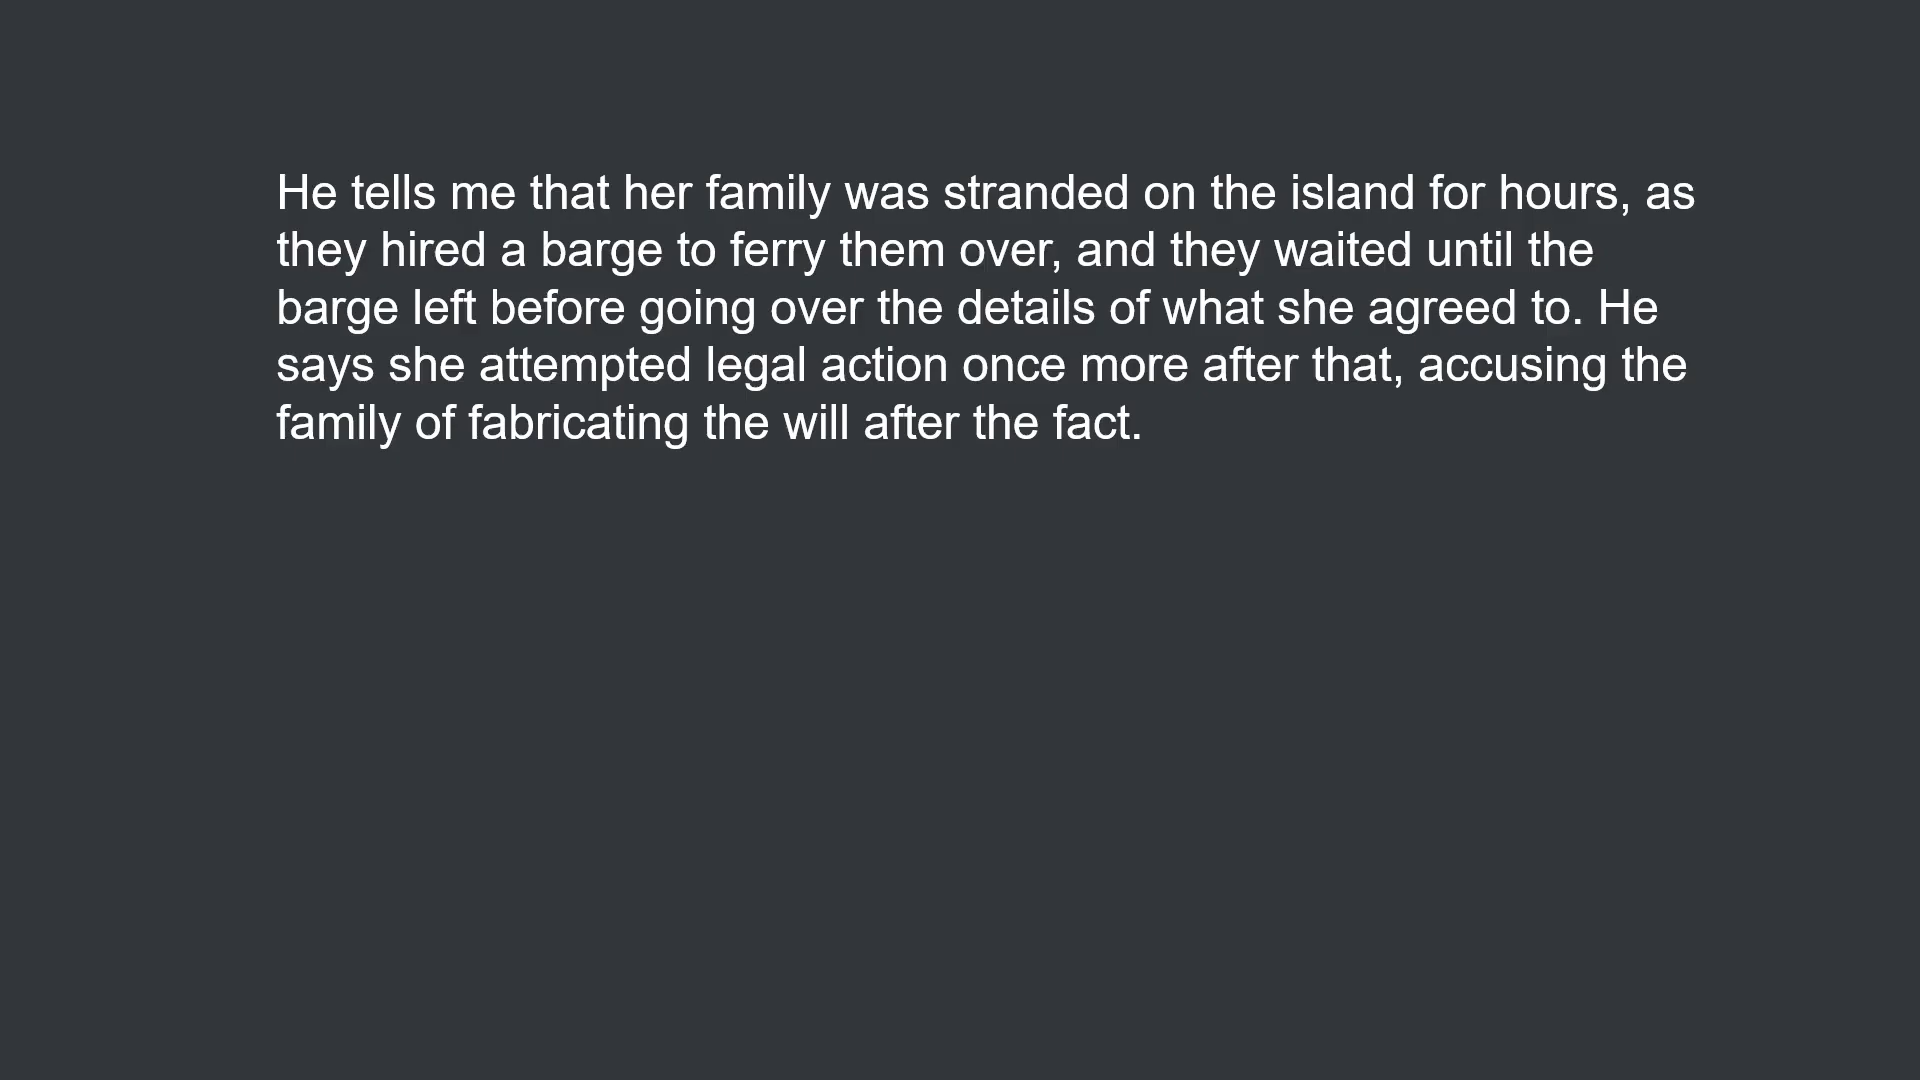 He tells me that her family was stranded on the island for hours, as
they hired a barge to ferry them over, and they waited until the
barge left before going over the details of what she agreed to. He
says she attempted legal action once more after that, accusing the
family of fabricating the will after the fact.